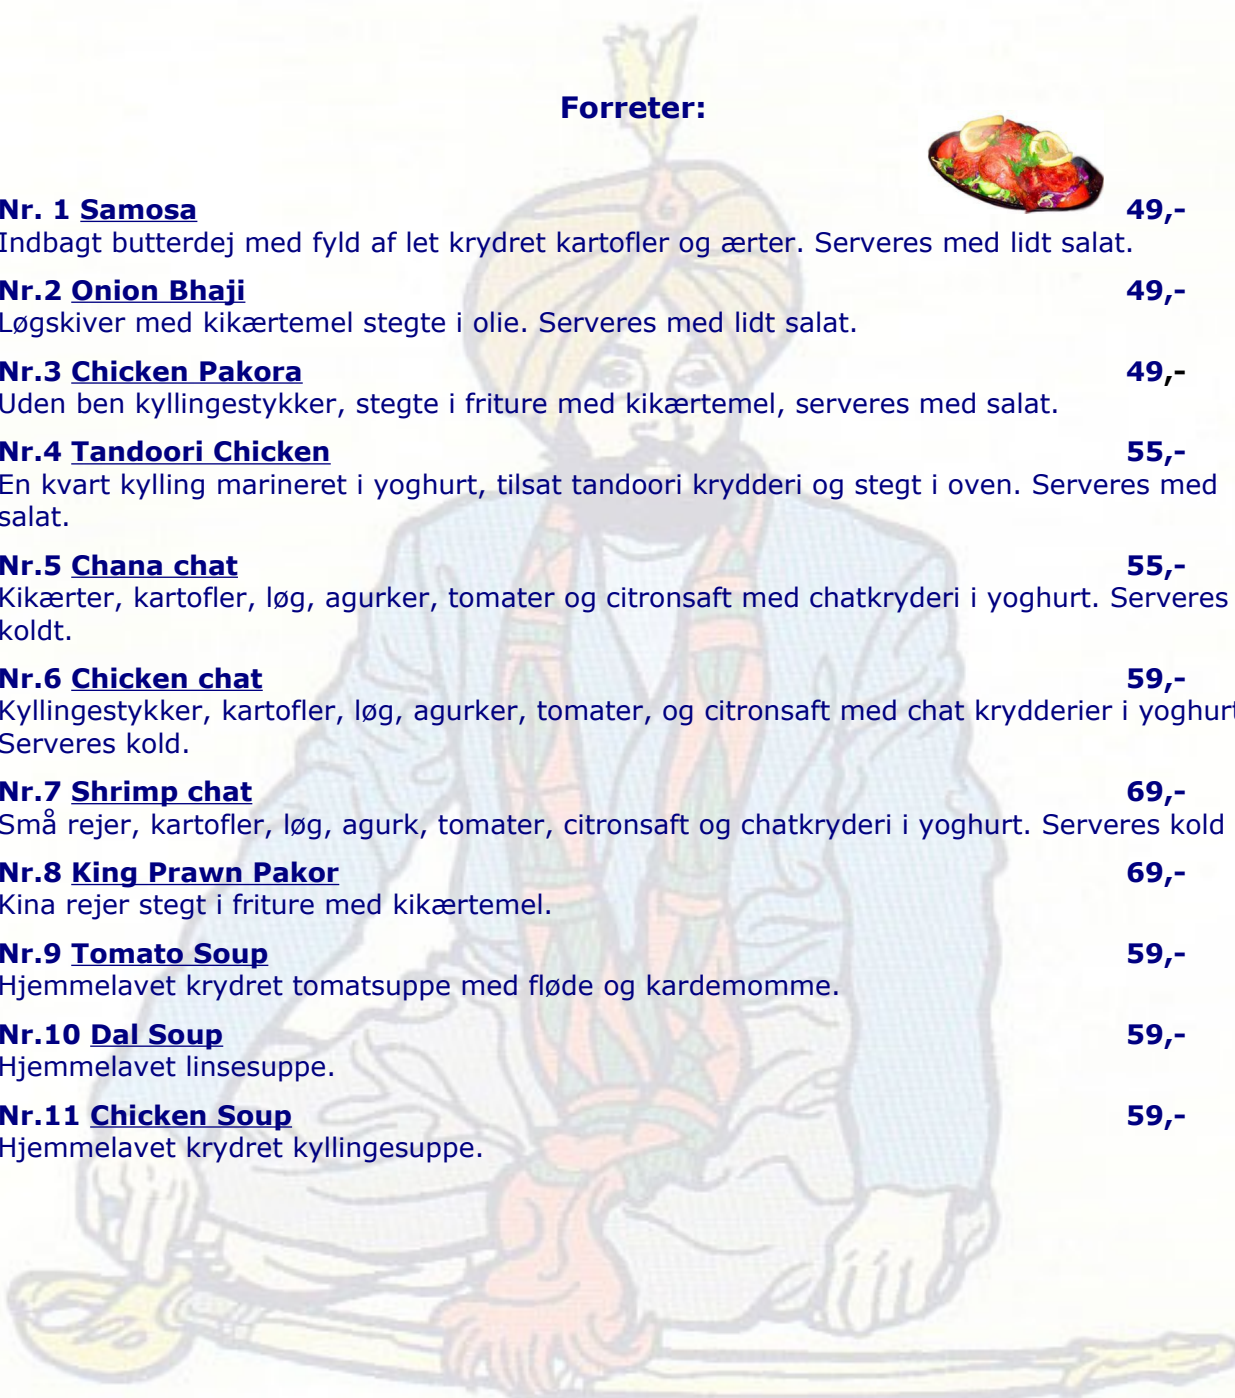 Forreter:
Nr. 1 Samosa 49,-
Indbagt butterdej med fyld af let krydret kartofler og ærter. Serveres med lidt salat.
Nr.2 Onion Bhaji 49,-
Løgskiver med kikærtemel stegte i olie. Serveres med lidt salat.
Nr.3 Chicken Pakora 49,-
Uden ben kyllingestykker, stegte i friture med kikærtemel, serveres med salat.
Nr.4 Tandoori Chicken 55,-
En kvart kylling marineret i yoghurt, tilsat tandoori krydderi og stegt i oven. Serveres med
salat.
Nr.5 Chana chat 55,-
Kikærter, kartofler, løg, agurker, tomater og citronsaft med chatkryderi i yoghurt. Serveres
koldt.
Nr.6 Chicken chat 59,-
Kyllingestykker, kartofler, løg, agurker, tomater, og citronsaft med chat krydderier i yoghurt
Serveres kold.
Nr.7 Shrimp chat 69,-
Små rejer, kartofler, løg, agurk, tomater, citronsaft og chatkryderi i yoghurt. Serveres kold
Nr.8 King Prawn Pakor 69,-
Kina rejer stegt i friture med kikærtemel.
Nr.9 Tomato Soup 59,-
Hjemmelavet krydret tomatsuppe med fløde og kardemomme.
Nr.10 Dal Soup 59,-
Hjemmelavet linsesuppe.
Nr.11 Chicken Soup 59,-
Hjemmelavet krydret kyllingesuppe.